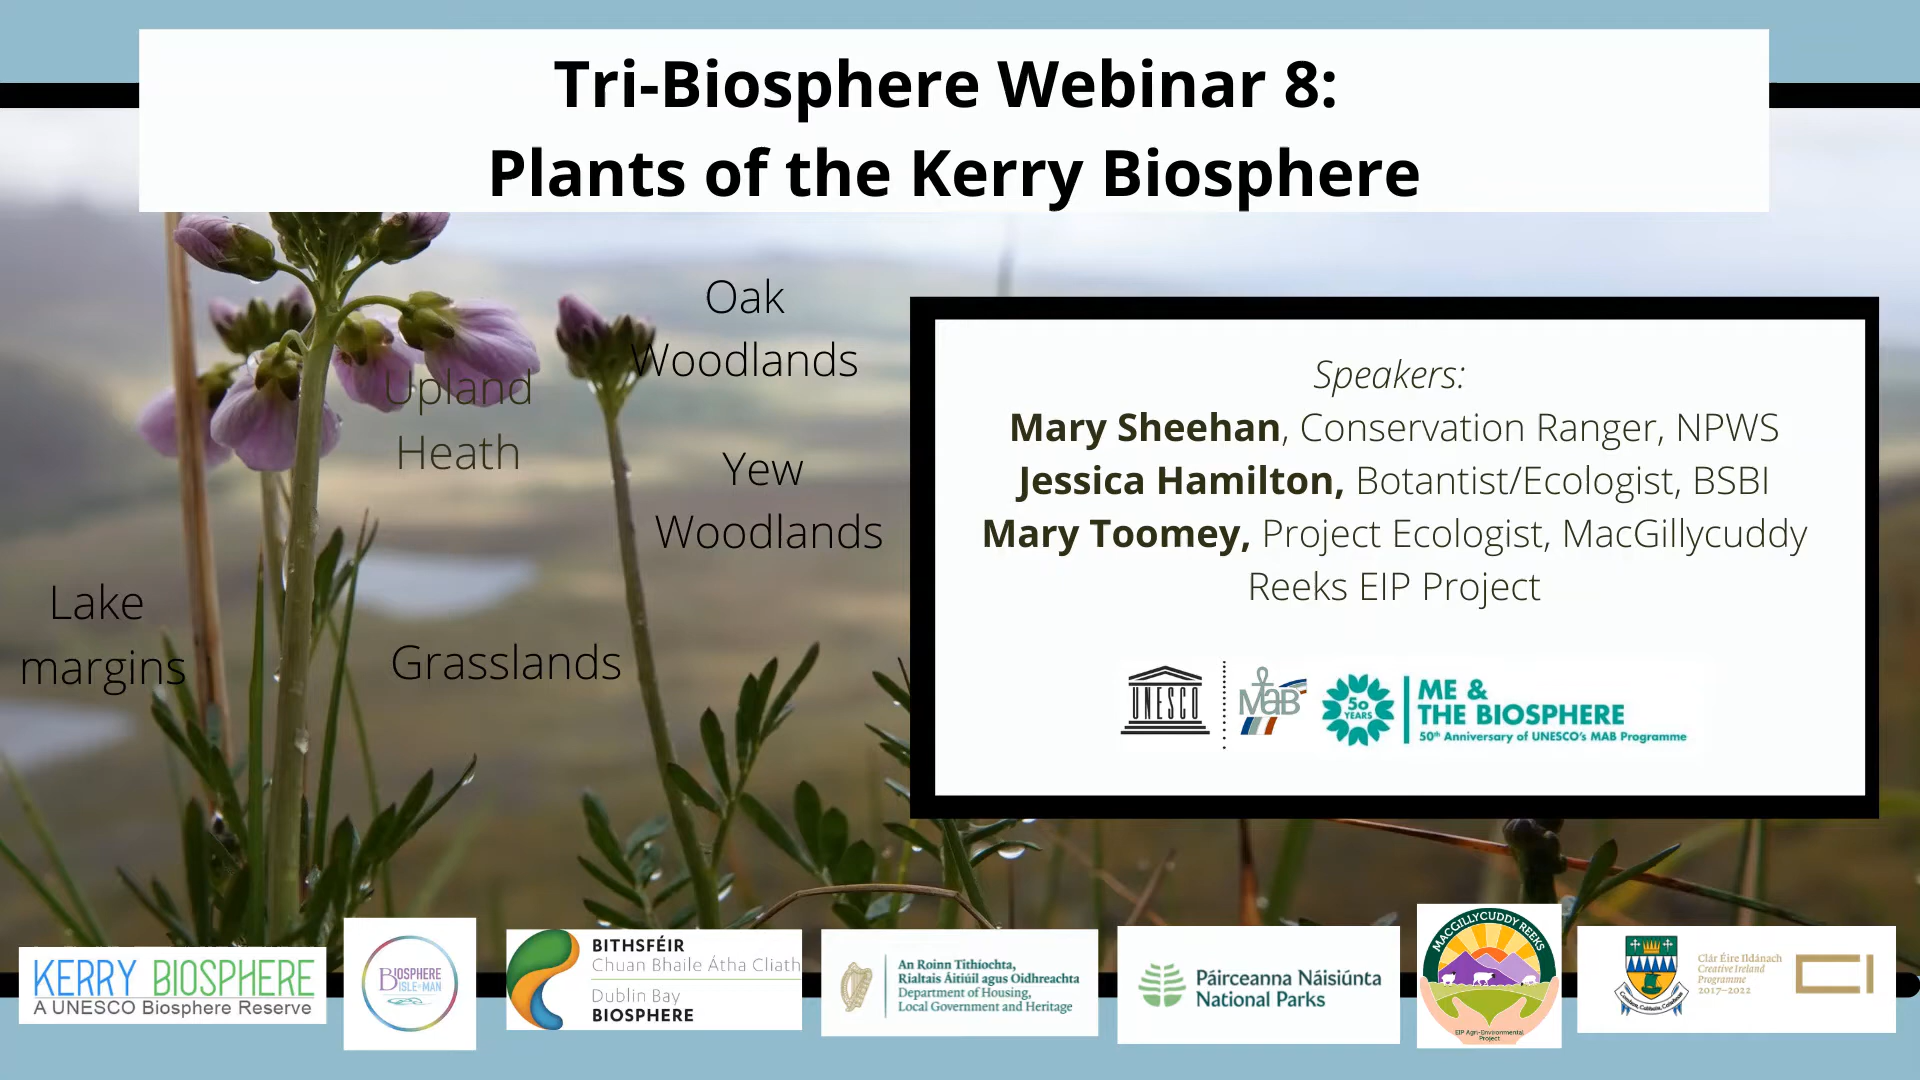 Tri-Biosphere Webinar 8:
Plants of the Kerry Biosphere
Oak
Woodlands
Upland
Heath
Yew
Woodlands
Lake
margins
Grasslands
Speakers:
Mary Sheehan, Conservation Ranger, NPWS
Jessica Hamilton, Botantist/Ecologist, BSBI
Mary Toomey, Project Ecologist, MacGillycuddy
Reeks EIP Project
UNESCO
MaB
50
YEARS
ME &
THE BIOSPHERE
50th Anniversary of UNESCO's MAB Programme
KERRY BIOSPHERE
A UNESCO Biosphere Reserve
BIOSPHERE
ISLE OF MAN
BITHSFÉIR
Chuan Bhaile Átha Cliath
Dublin Bay
BIOSPHERE
An Roinn Tithíochta,
Rialtais Áitiúil agus Oidhreachta
Department of Housing,
Local Government and Heritage
Páirceanna Náisiúnta
National Parks
MACGILLYCUDDY REEKS
EIP Agri-Environmental
Project
Clár Éire Ildánach
Creative Ireland
Programme
2017–2022
CI